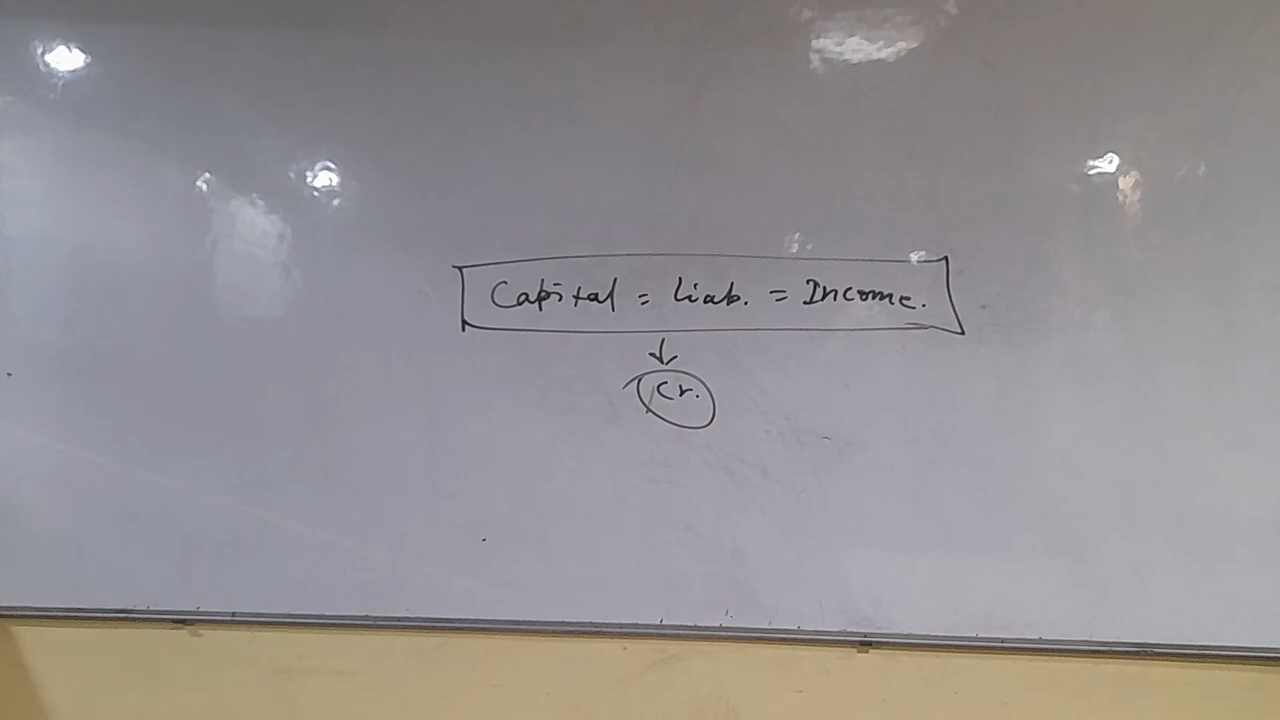 Capital = Liab. = Income.
Cr.